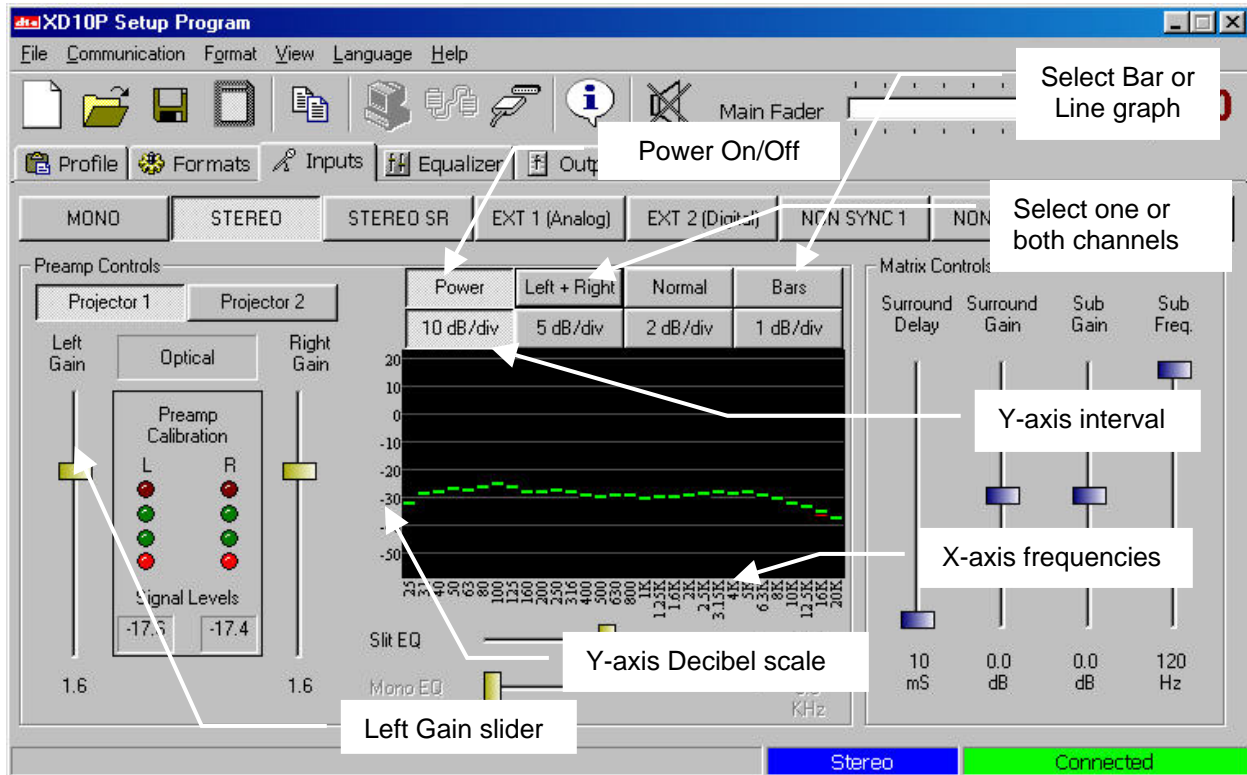 dts XD10P Setup Program
File Communication Format View Language Help
Main Fader
Select Bar or
Line graph
Power On/Off
Profile Formats Inputs Equalizer Outp
MONO STEREO STEREO SR EXT 1 (Analog) EXT 2 (Digital) NON SYNC 1 NON
Select one or
both channels
Preamp Controls
Projector 1 Projector 2
Left
Gain
Optical
Right
Gain
Preamp
Calibration
L R
Signal Levels
-17.6 -17.4
1.6 1.6
Power Left + Right Normal Bars
10 dB/div 5 dB/div 2 dB/div 1 dB/div
20
10
0
-10
-20
-30
-50
25 31 40 50 63 80 100 125 160 200 250 316 400 500 630 800 1K 1.25K 1.6K 2K 2.5K 3.15K 4K 5K 6.3K 8K 10K 12.5K 16K 20K
Y-axis interval
X-axis frequencies
Slit EQ
Y-axis Decibel scale
Mono EQ
KHz
Left Gain slider
Matrix Controls
Surround
Delay
Surround
Gain
Sub
Gain
Sub
Freq.
10
mS
0.0
dB
0.0
dB
120
Hz
Stereo Connected